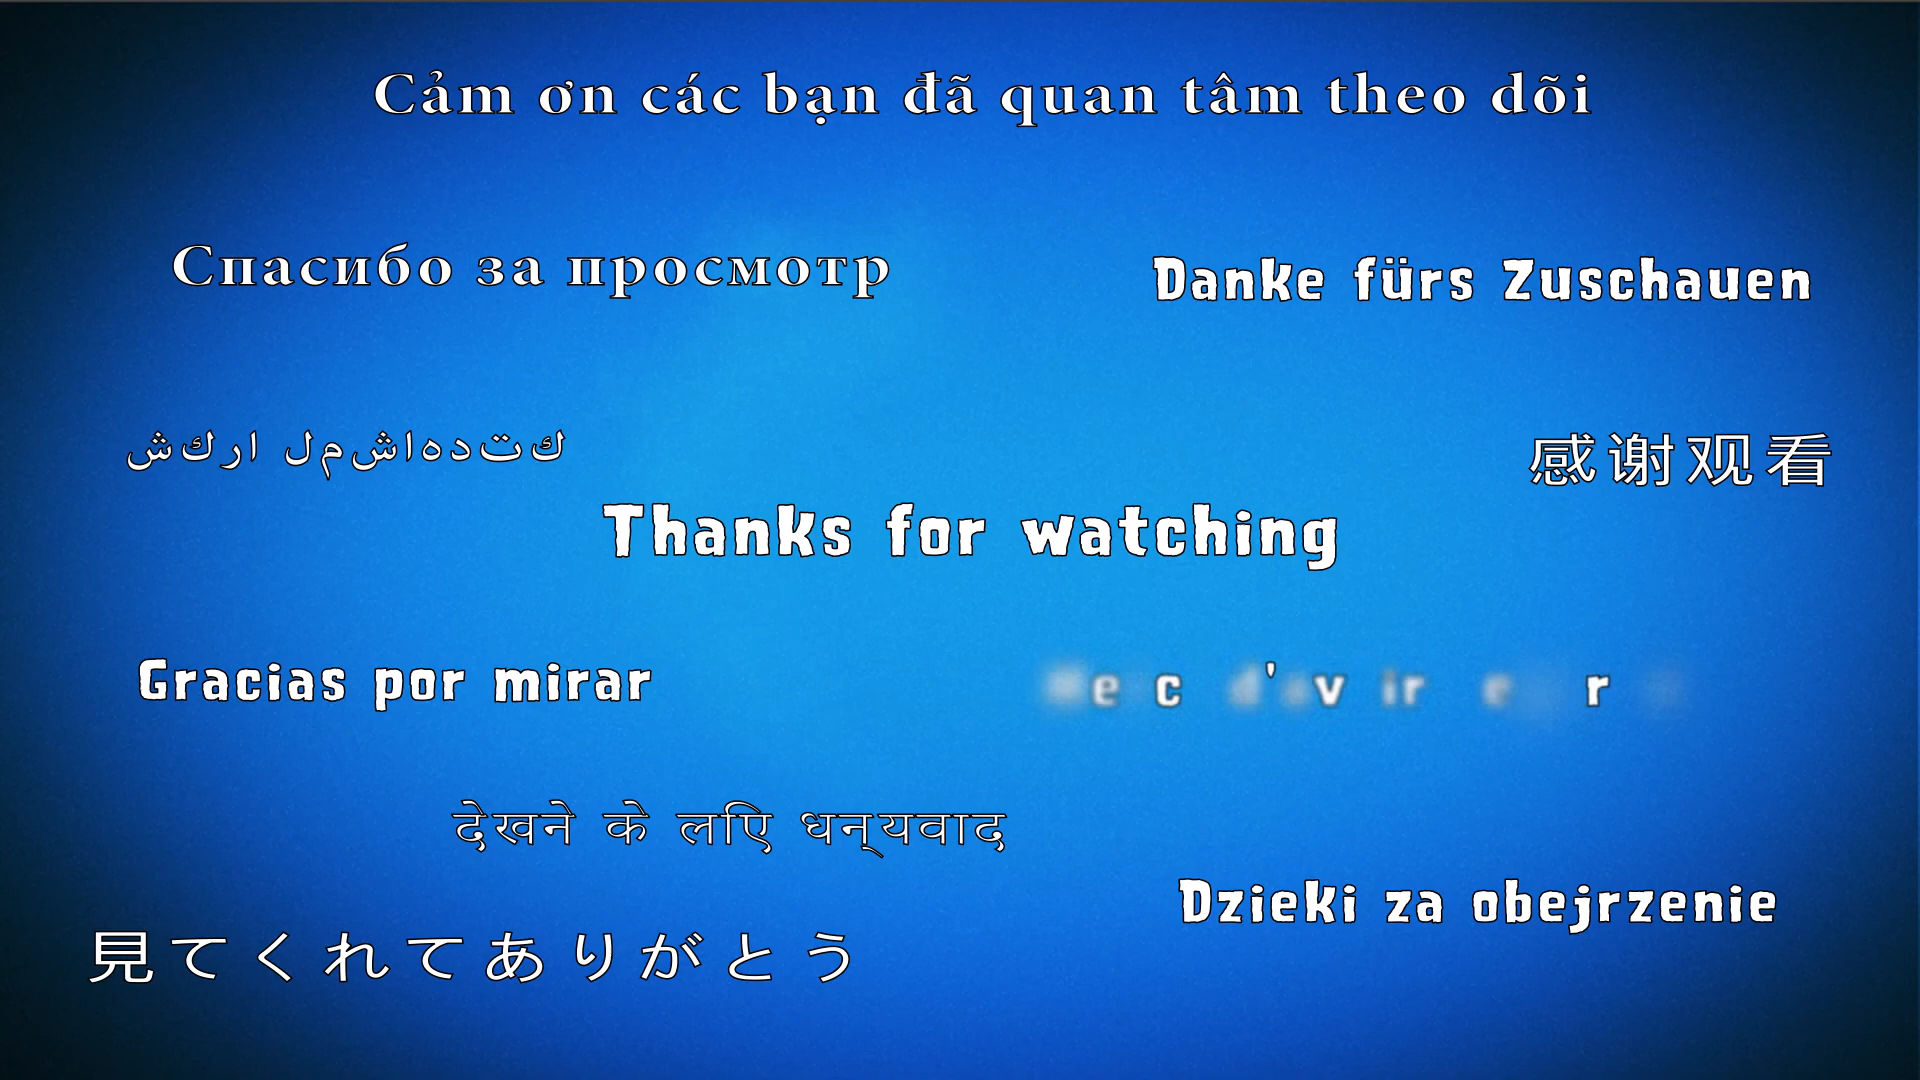 Cảm ơn các bạn đã quan tâm theo dõi
Спасибо за просмотр
Danke fürs Zuschauen
ش ك ر ا ل م ش ا ه د ت ك
感谢观看
Thanks for watching
Gracias por mirar
देखने के लिए धन्यवाद
Dzieki za obejrzenie
見てくれてありがとう